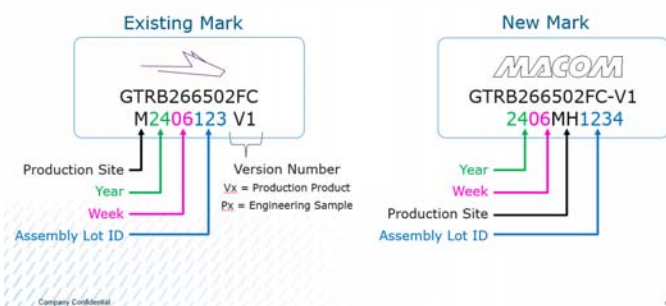 Existing Mark
GTRB266502FC
M2406123 V1
Production Site
Year
Week
Assembly Lot ID
Version Number
Vx = Production Product
Px = Engineering Sample
New Mark
MACOM
GTRB266502FC-V1
2406MH1234
Year
Week
Production Site
Assembly Lot ID
Company Confidential